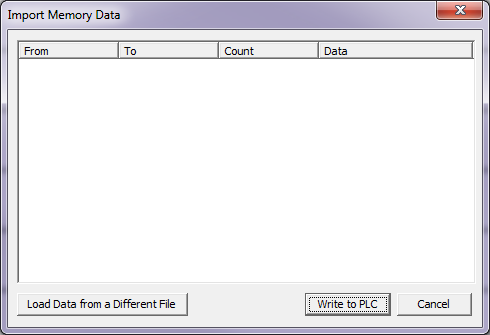 Import Memory Data
From To Count Data
Load Data from a Different File Write to PLC Cancel